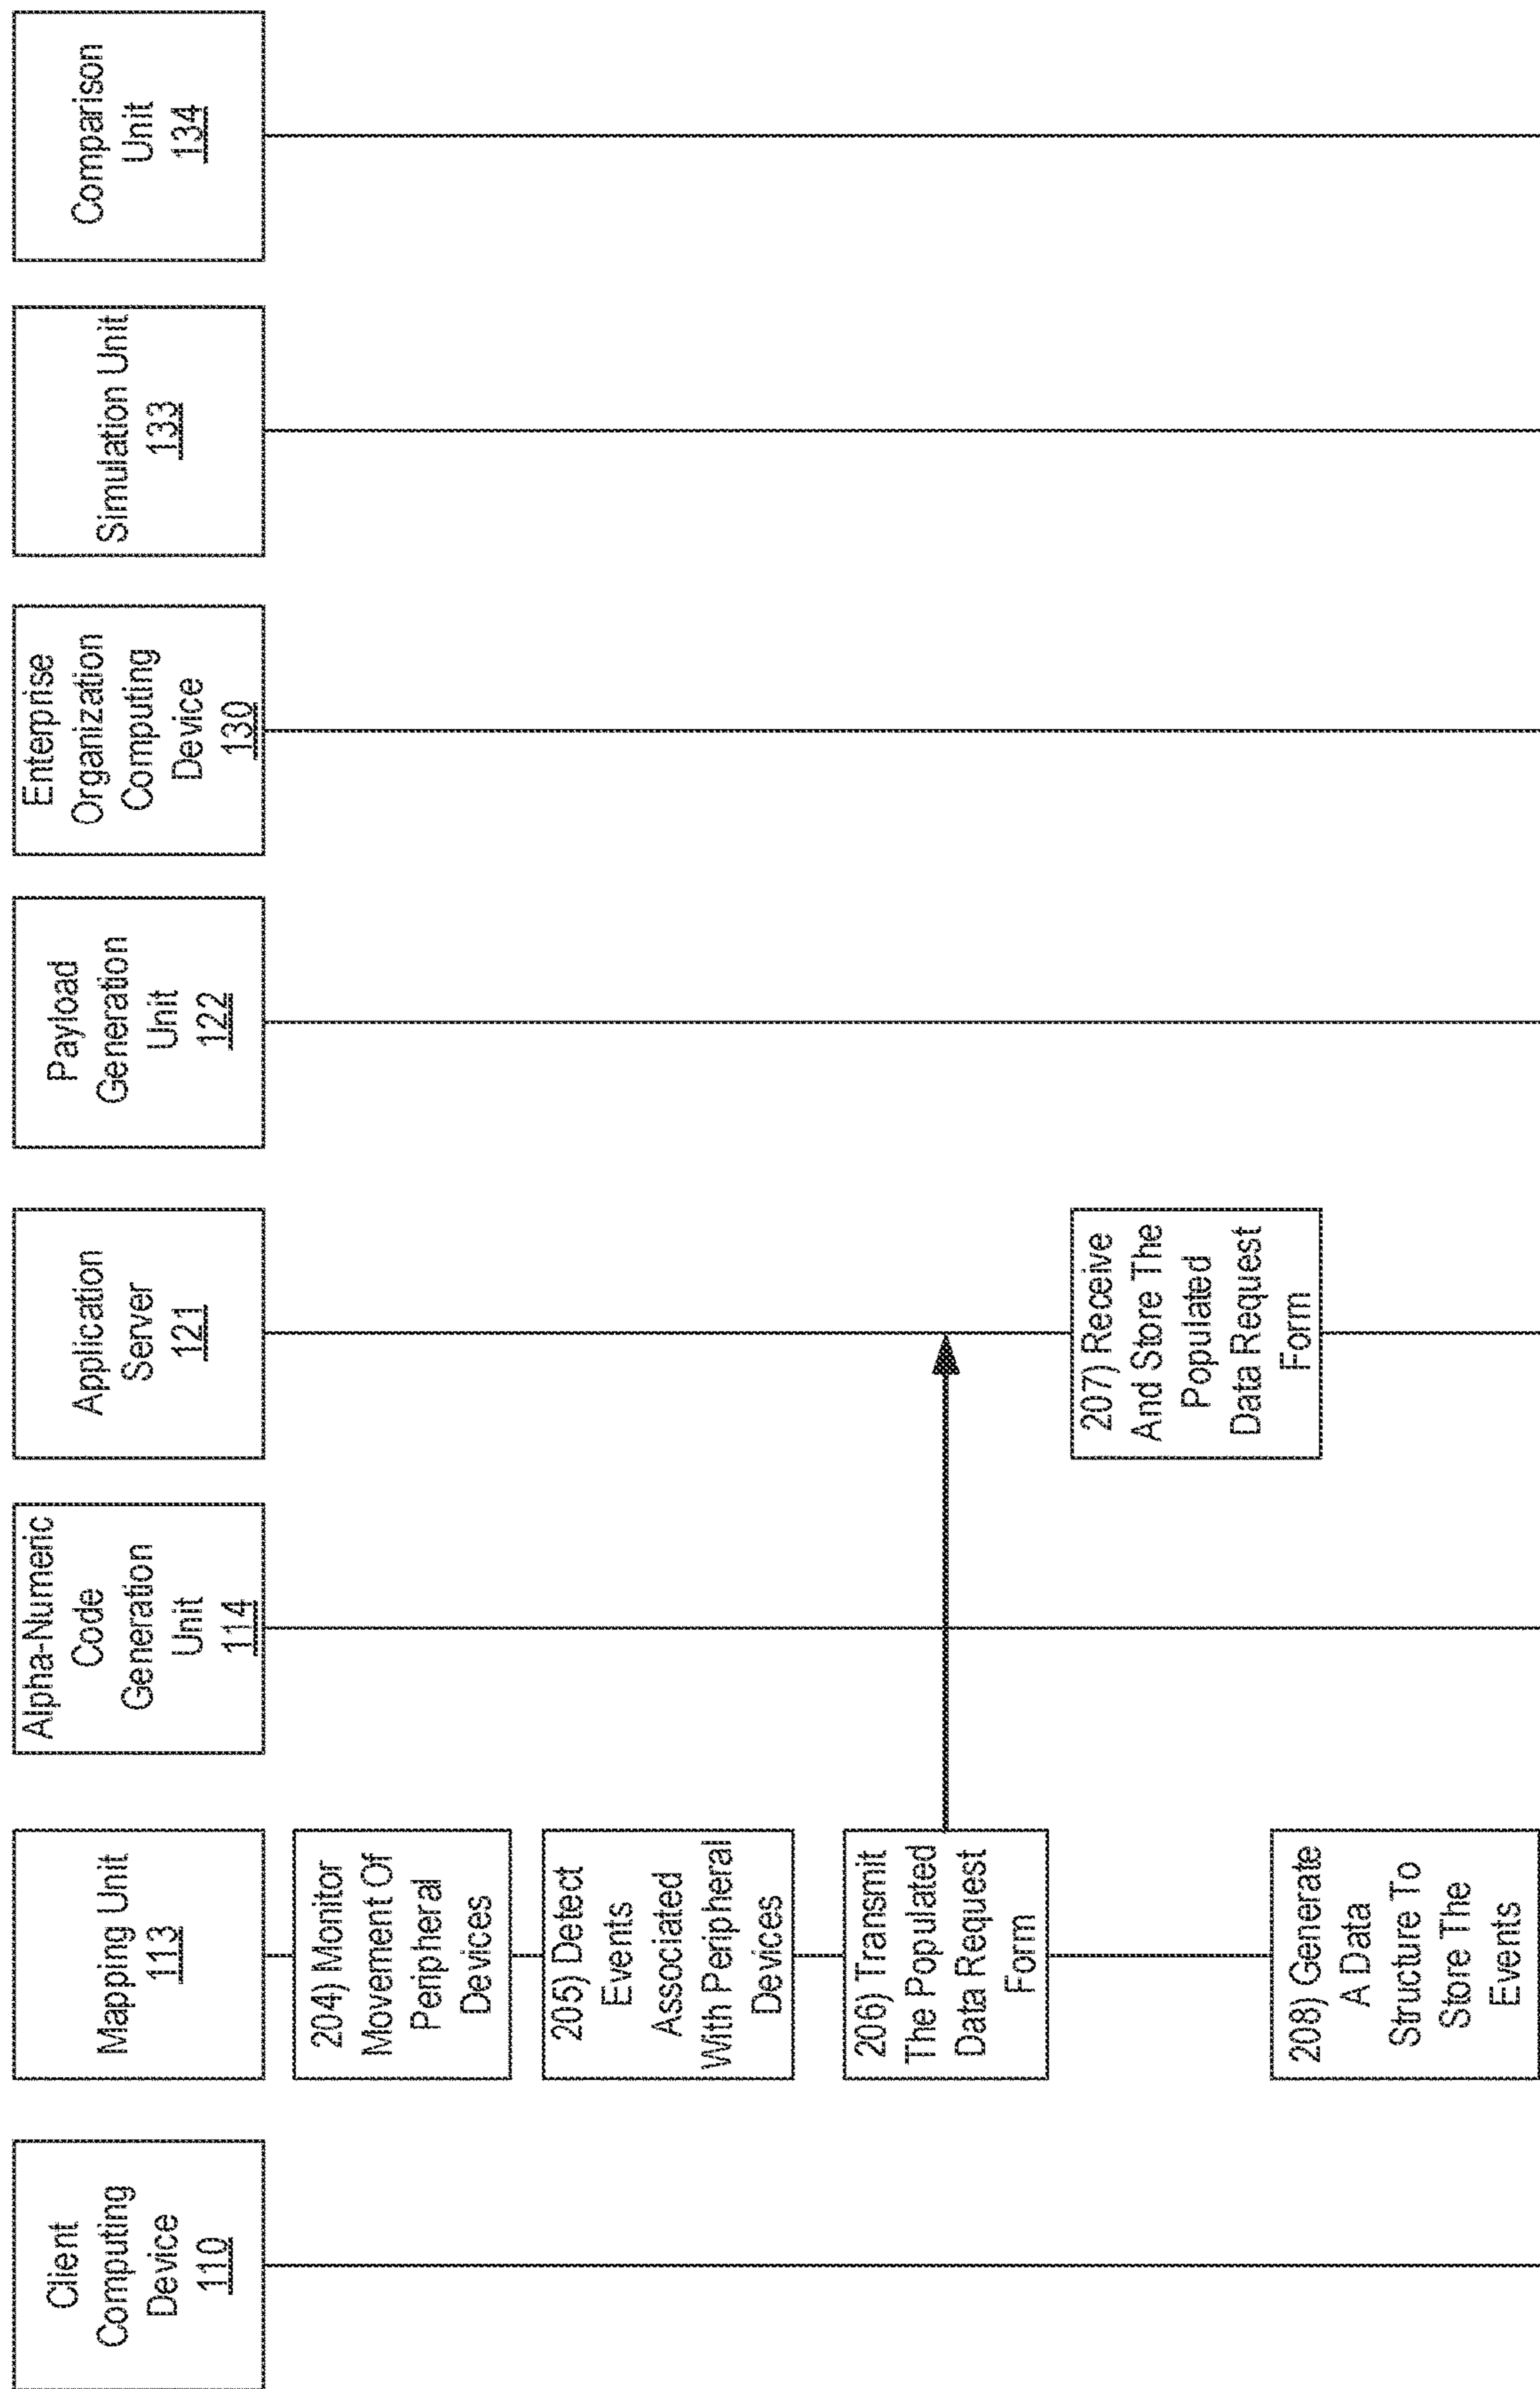 Client
Computing
Device
110
Mapping Unit
113
Alpha-Numeric
Code
Generation
Unit
114
Application
Server
121
Payload
Generation
Unit
122
Enterprise
Organization
Computing
Device
130
Simulation Unit
133
Comparison
Unit
134
204) Monitor
Movement Of
Peripheral
Devices
205) Detect
Events
Associated
With Peripheral
Devices
206) Transmit
The Populated
Data Request
Form
207) Receive
And Store The
Populated
Data Request
Form
208) Generate
A Data
Structure To
Store The
Events